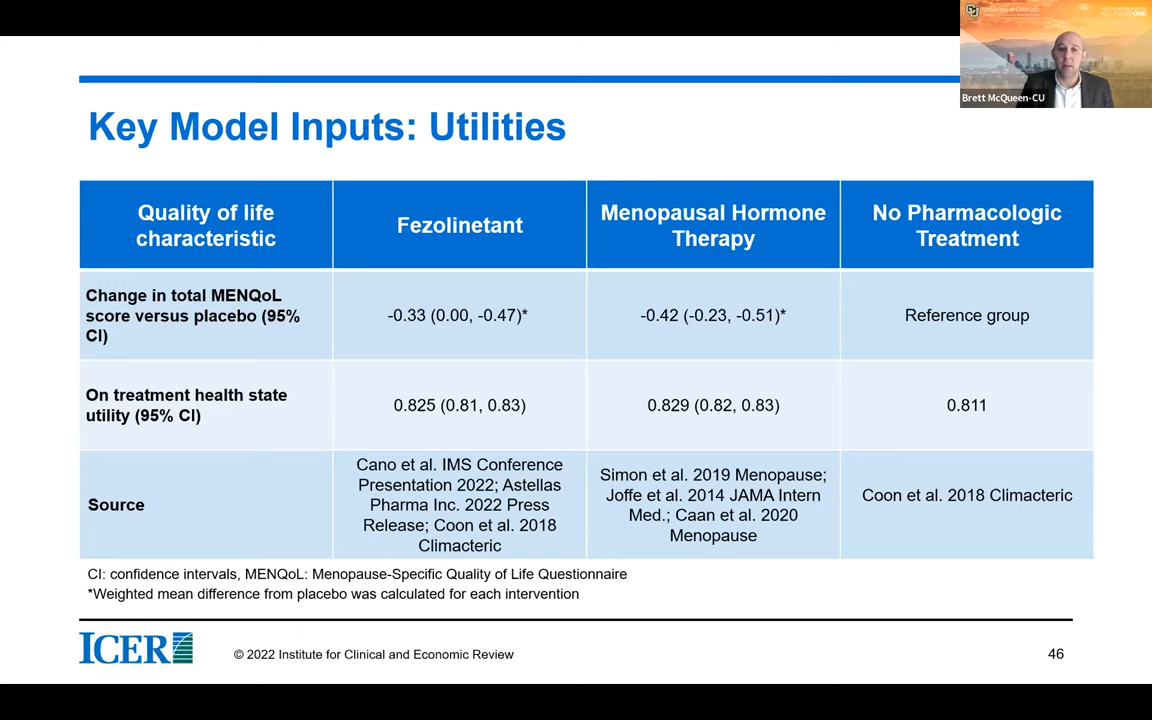 University of Colorado
ALL FOUR: ONE
Brett McQueen-CU
Key Model Inputs: Utilities
Quality of life
characteristic
Fezolinetant
Menopausal Hormone
Therapy
No Pharmacologic
Treatment
Change in total MENQoL
score versus placebo (95%
CI)
-0.33 (0.00, -0.47)*
-0.42 (-0.23, -0.51)*
Reference group
On treatment health state
utility (95% CI)
0.825 (0.81, 0.83)
0.829 (0.82, 0.83)
0.811
Source
Cano et al. IMS Conference
Presentation 2022; Astellas
Pharma Inc. 2022 Press
Release; Coon et al. 2018
Climacteric
Simon et al. 2019 Menopause;
Joffe et al. 2014 JAMA Intern
Med.; Caan et al. 2020
Menopause
Coon et al. 2018 Climacteric
CI: confidence intervals, MENQoL: Menopause-Specific Quality of Life Questionnaire
*Weighted mean difference from placebo was calculated for each intervention
ICER
© 2022 Institute for Clinical and Economic Review
46